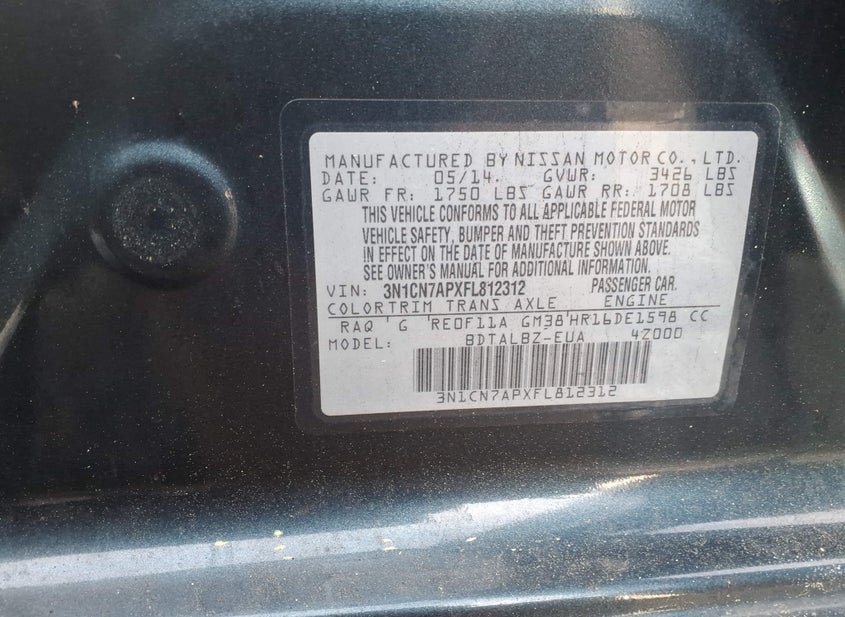 MANUFACTURED BY NISSAN MOTOR CO., LTD.
DATE: 05/14. GVWR: 3426 LBS
GAWR FR: 1750 LBS GAWR RR: 1708 LBS
THIS VEHICLE CONFORMS TO ALL APPLICABLE FEDERAL MOTOR
VEHICLE SAFETY, BUMPER AND THEFT PREVENTION STANDARDS
IN EFFECT ON THE DATE OF MANUFACTURE SHOWN ABOVE.
SEE OWNER'S MANUAL FOR ADDITIONAL INFORMATION.
VIN: 3N1CN7APXFL812312 PASSENGER CAR.
COLOR TRIM TRANS AXLE ENGINE
RAQ G RE0F11A GM38 HR16DE1598 CC
MODEL: BDTALBZ-EUA 4Z000
3N1CN7APXFL812312